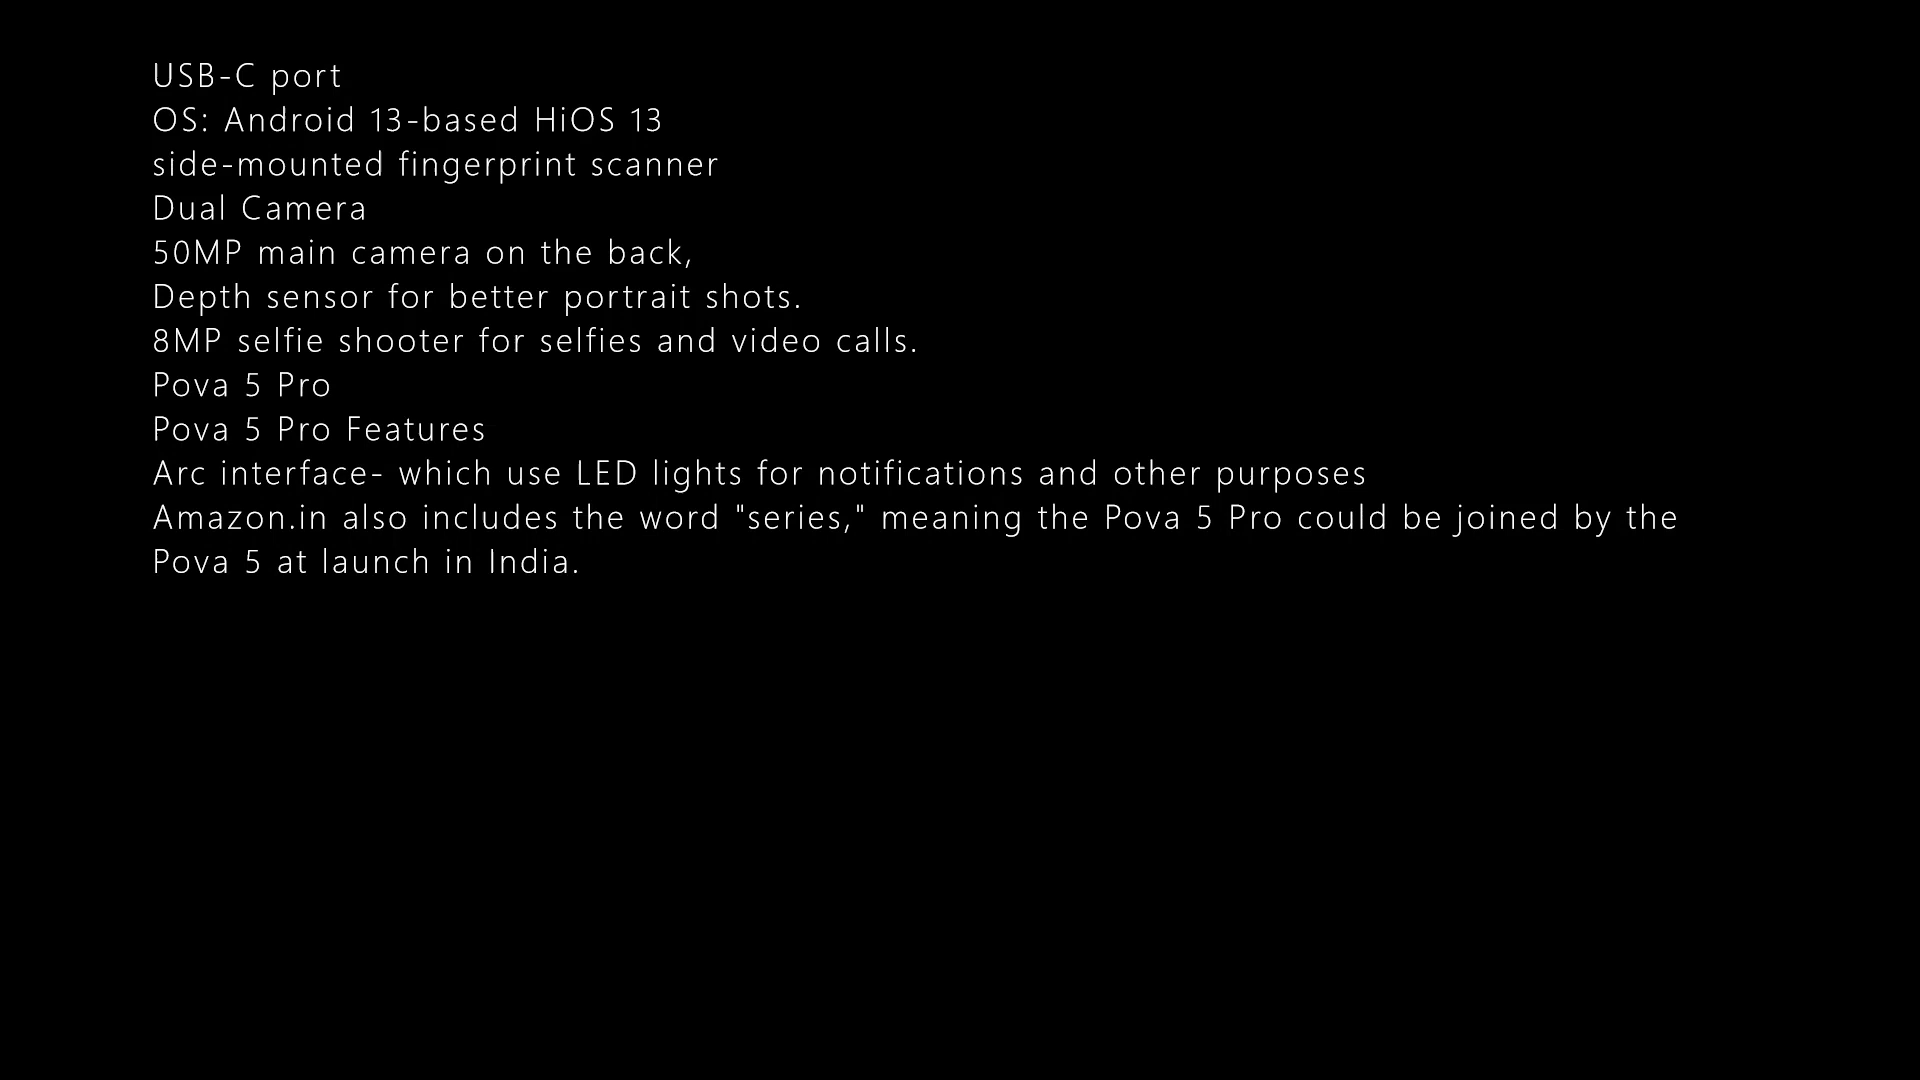 USB-C port
OS: Android 13-based HiOS 13
side-mounted fingerprint scanner
Dual Camera
50MP main camera on the back,
Depth sensor for better portrait shots.
8MP selfie shooter for selfies and video calls.
Pova 5 Pro
Pova 5 Pro Features
Arc interface- which use LED lights for notifications and other purposes
Amazon.in also includes the word "series," meaning the Pova 5 Pro could be joined by the
Pova 5 at launch in India.